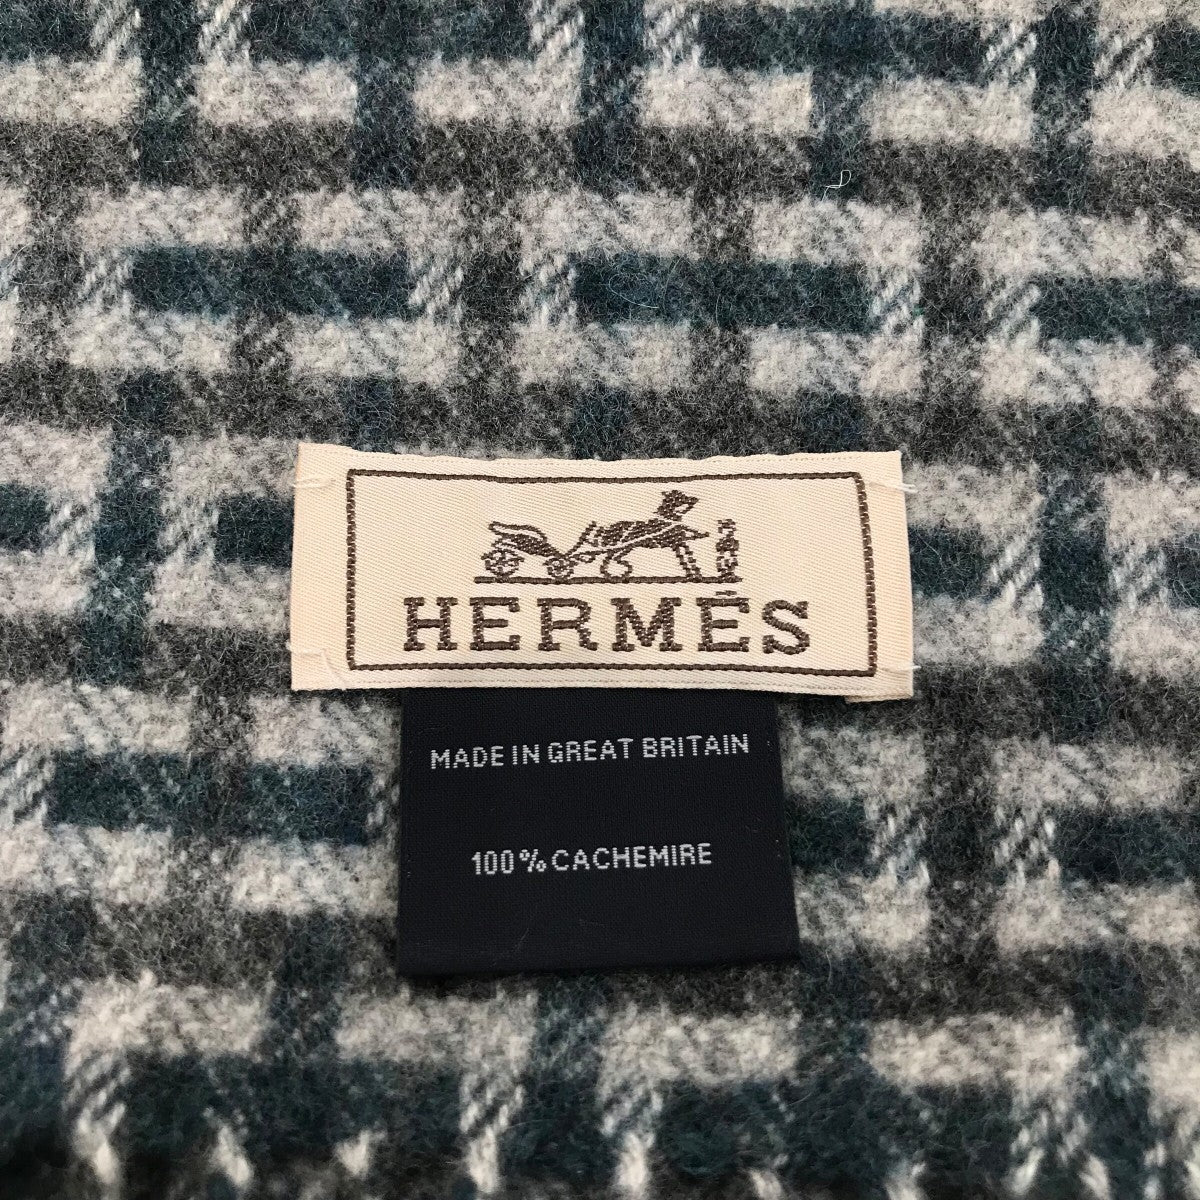 HERMÈS
MADE IN GREAT BRITAIN
100% CACHEMIRE